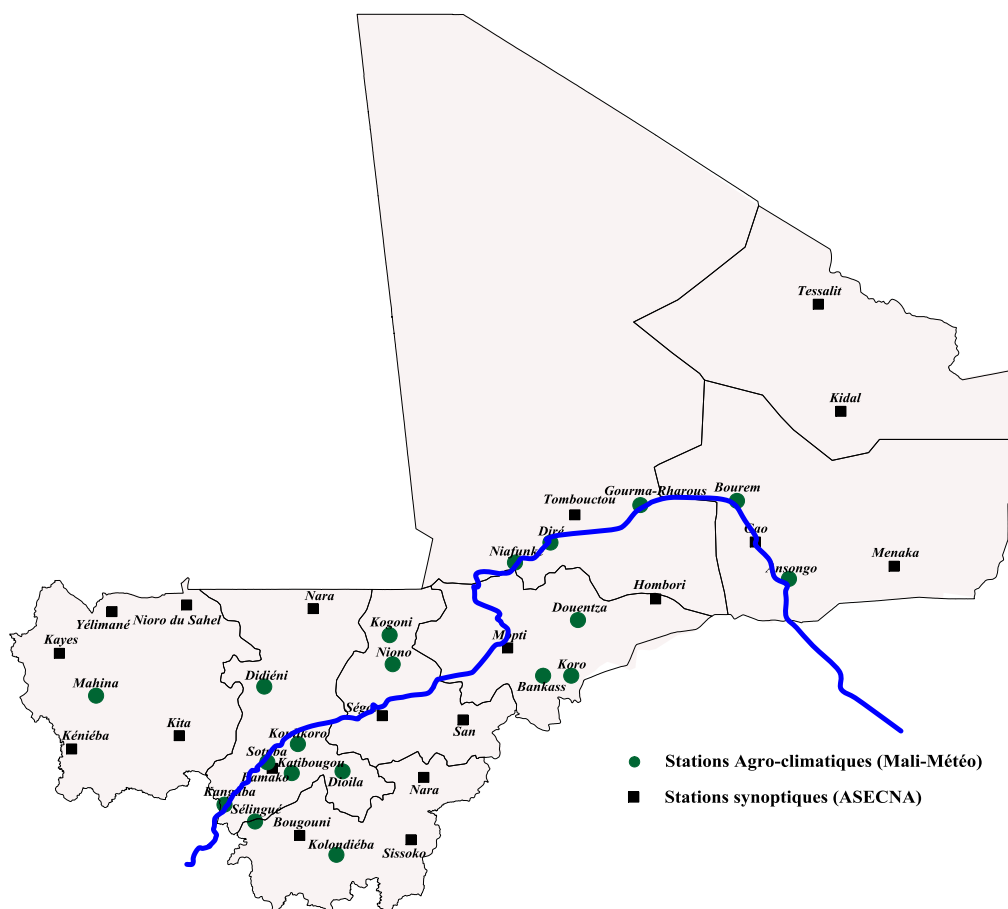 Tessalit
Kidal
Gourma-Rharous
Bourem
Tombouctou
Diré
Gao
Niafunké
Menaka
Ansongo
Hombori
Nara
Douentza
Yélimané
Nioro du Sahel
Kogoni
Kayes
Mopti
Niono
Koro
Didiéni
Bankass
Mahina
Ségou
San
Kita
Kéniéba
Koulikoro
Sotuba
Katibougou
Bamako
Dioila
Nara
Stations Agro-climatiques (Mali-Météo)
Kangaba
Stations synoptiques (ASECNA)
Sélingué
Bougouni
Kolondiéba
Sissoko